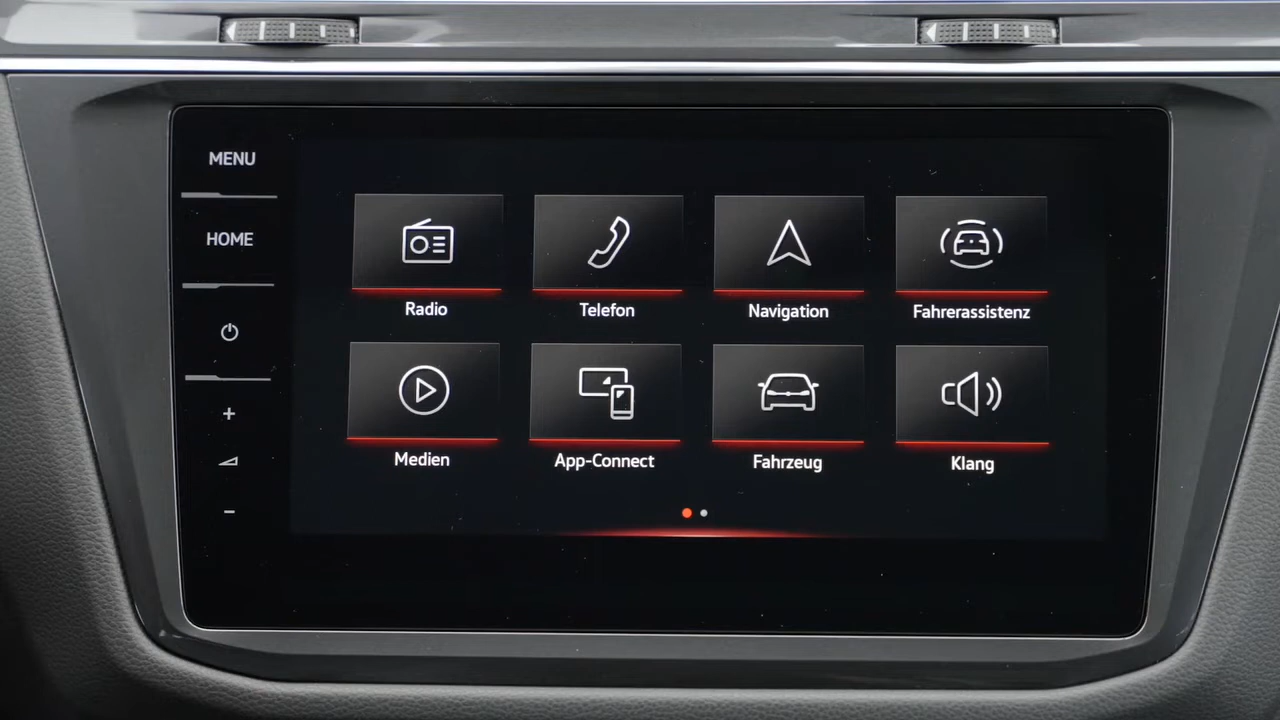 MENU
HOME
+
-
Radio
Telefon
Navigation
Fahrerassistenz
Medien
App-Connect
Fahrzeug
Klang